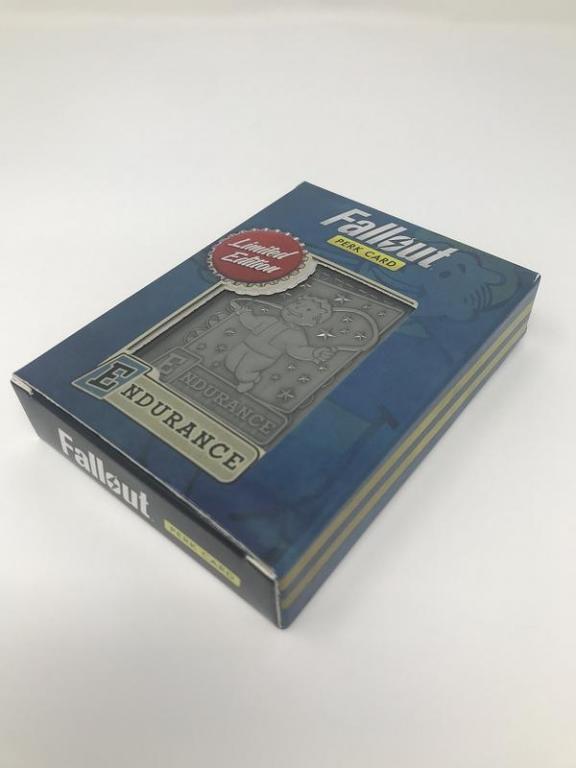 Fallout
PERK CARD
Limited
Edition
ENDURANCE
ENDURANCE
Fallout
PERK CARD